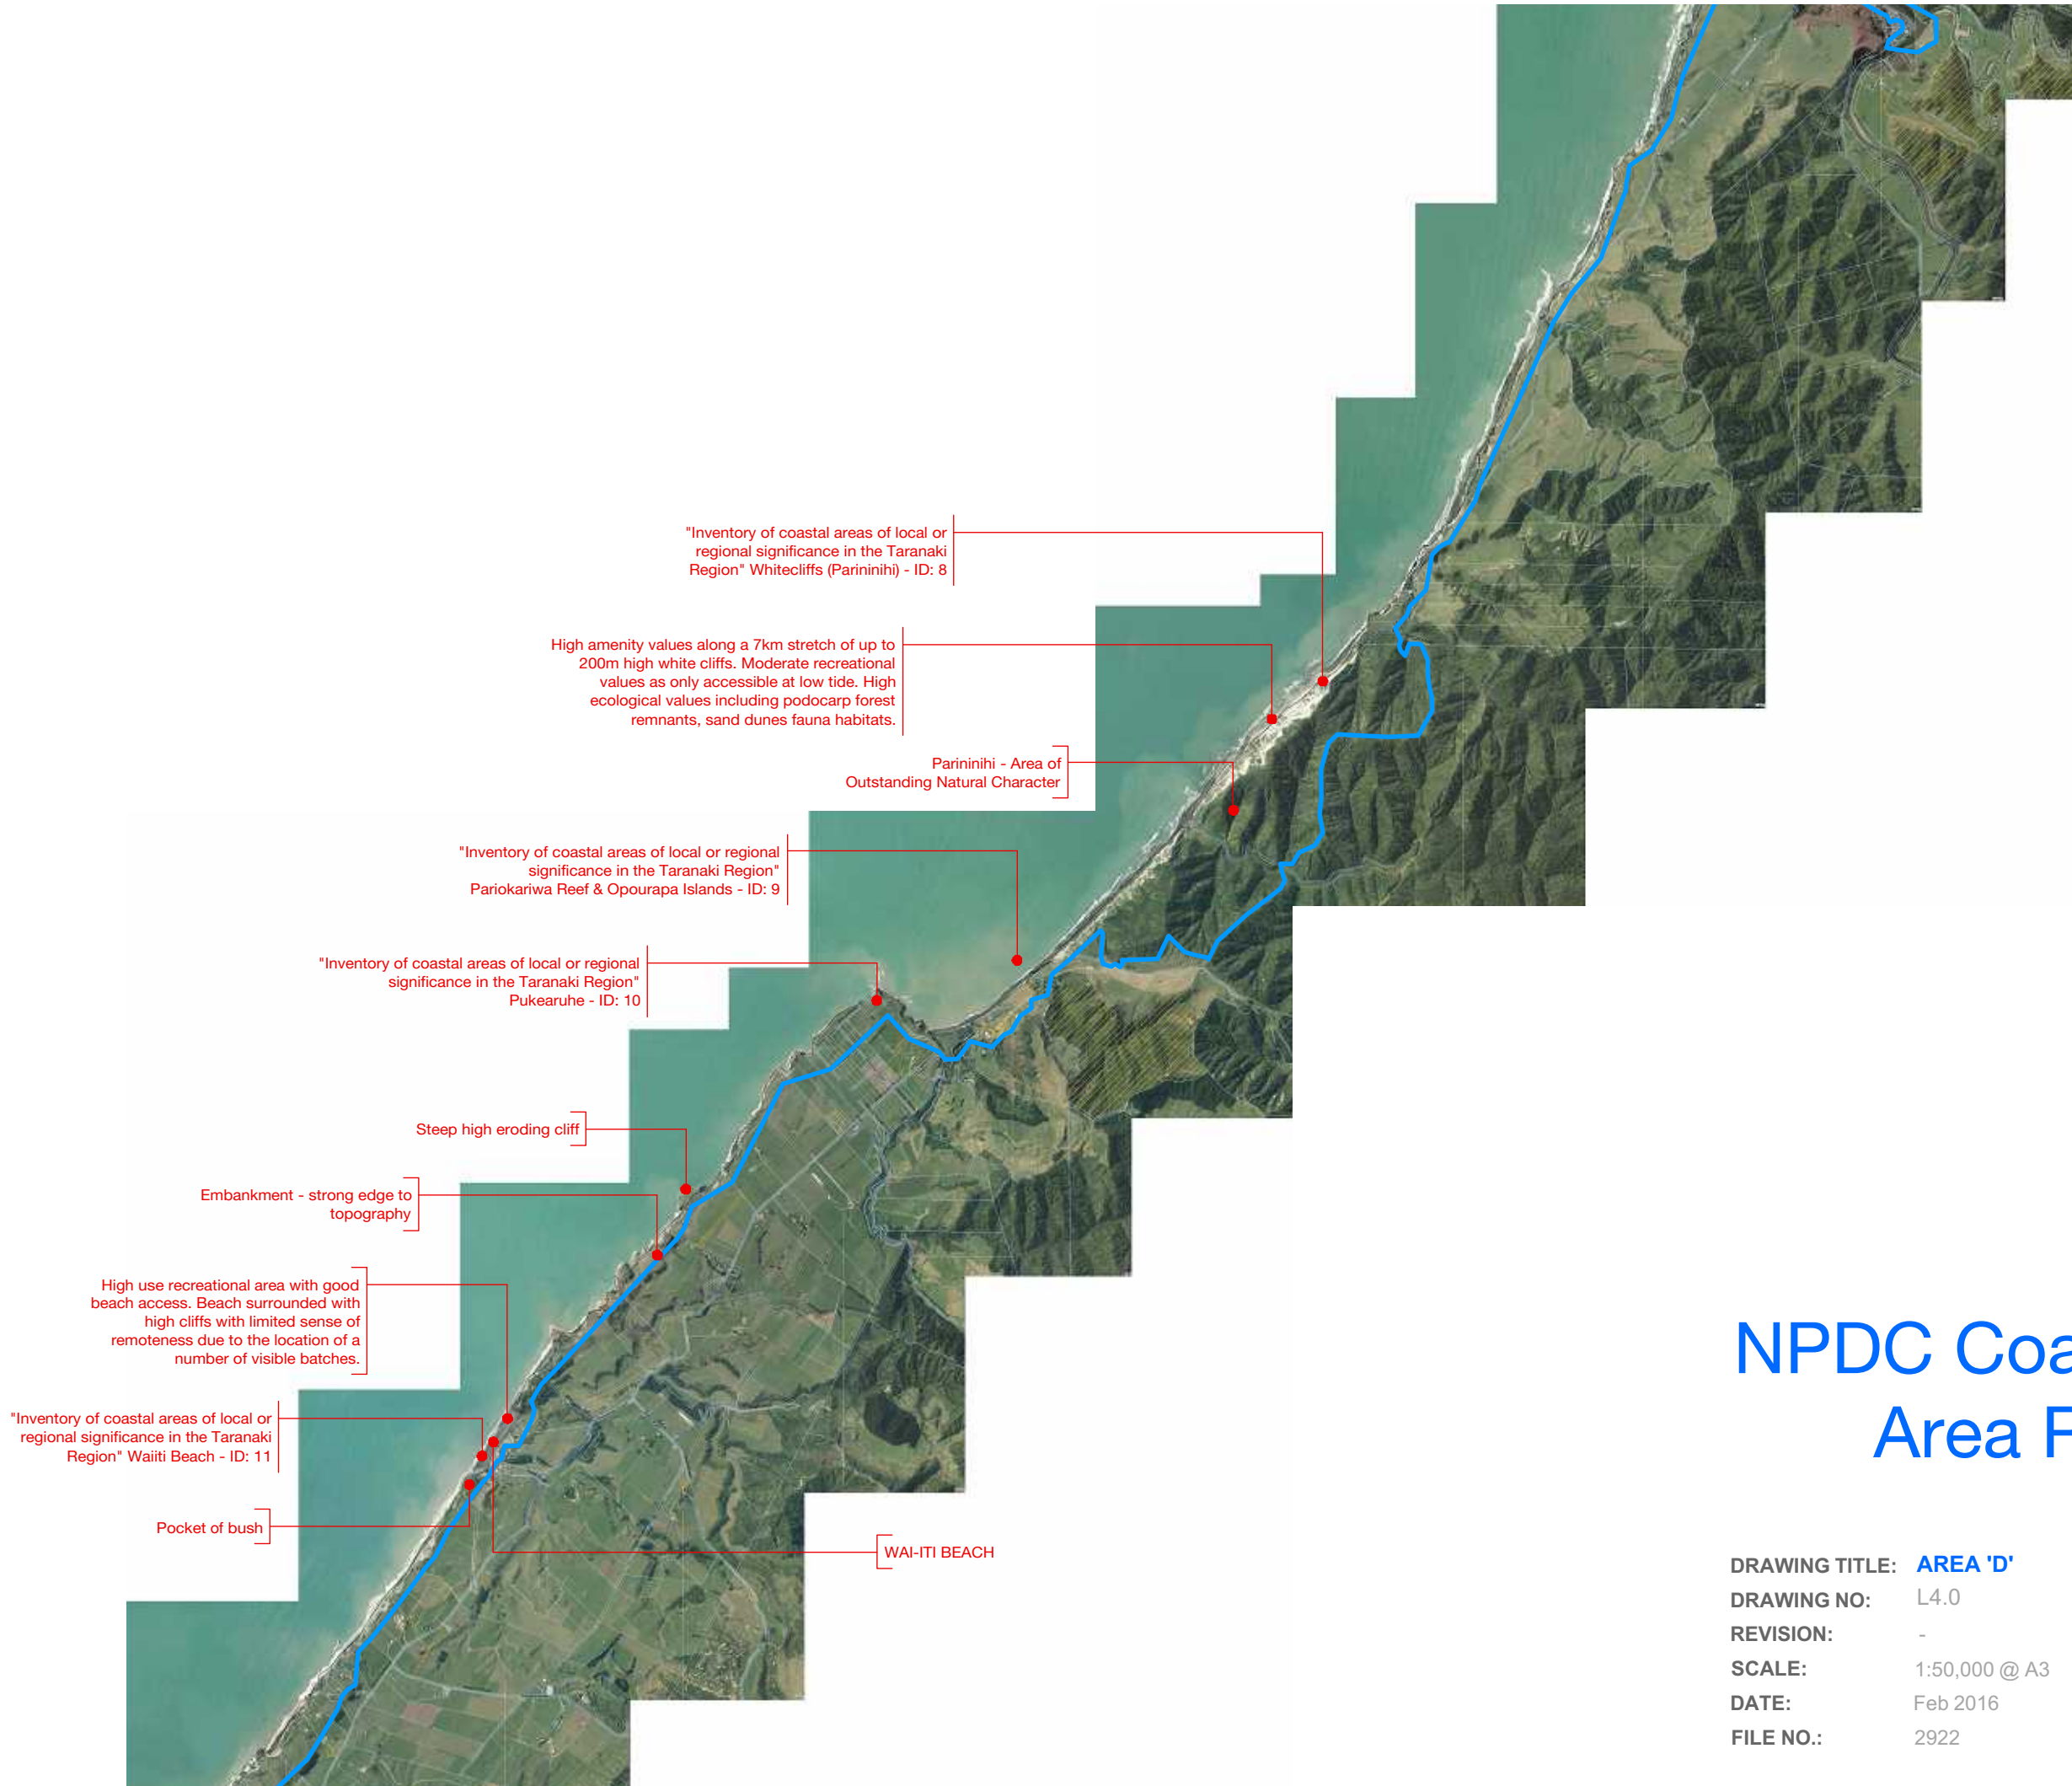 "Inventory of coastal areas of local or
regional significance in the Taranaki
Region" Whitecliffs (Parininihi) - ID: 8
High amenity values along a 7km stretch of up to
200m high white cliffs. Moderate recreational
values as only accessible at low tide. High
ecological values including podocarp forest
remnants, sand dunes fauna habitats.
Parininihi - Area of
Outstanding Natural Character
"Inventory of coastal areas of local or regional
significance in the Taranaki Region"
Pariokariwa Reef & Opourapa Islands - ID: 9
"Inventory of coastal areas of local or regional
significance in the Taranaki Region"
Pukearuhe - ID: 10
Steep high eroding cliff
Embankment - strong edge to
topography
High use recreational area with good
beach access. Beach surrounded with
high cliffs with limited sense of
remoteness due to the location of a
number of visible batches.
"Inventory of coastal areas of local or
regional significance in the Taranaki
Region" Waiiti Beach - ID: 11
Pocket of bush
WAI-ITI BEACH
NPDC Coa
Area P
DRAWING TITLE: AREA 'D'
DRAWING NO: L4.0
REVISION: -
SCALE: 1:50,000 @ A3
DATE: Feb 2016
FILE NO.: 2922